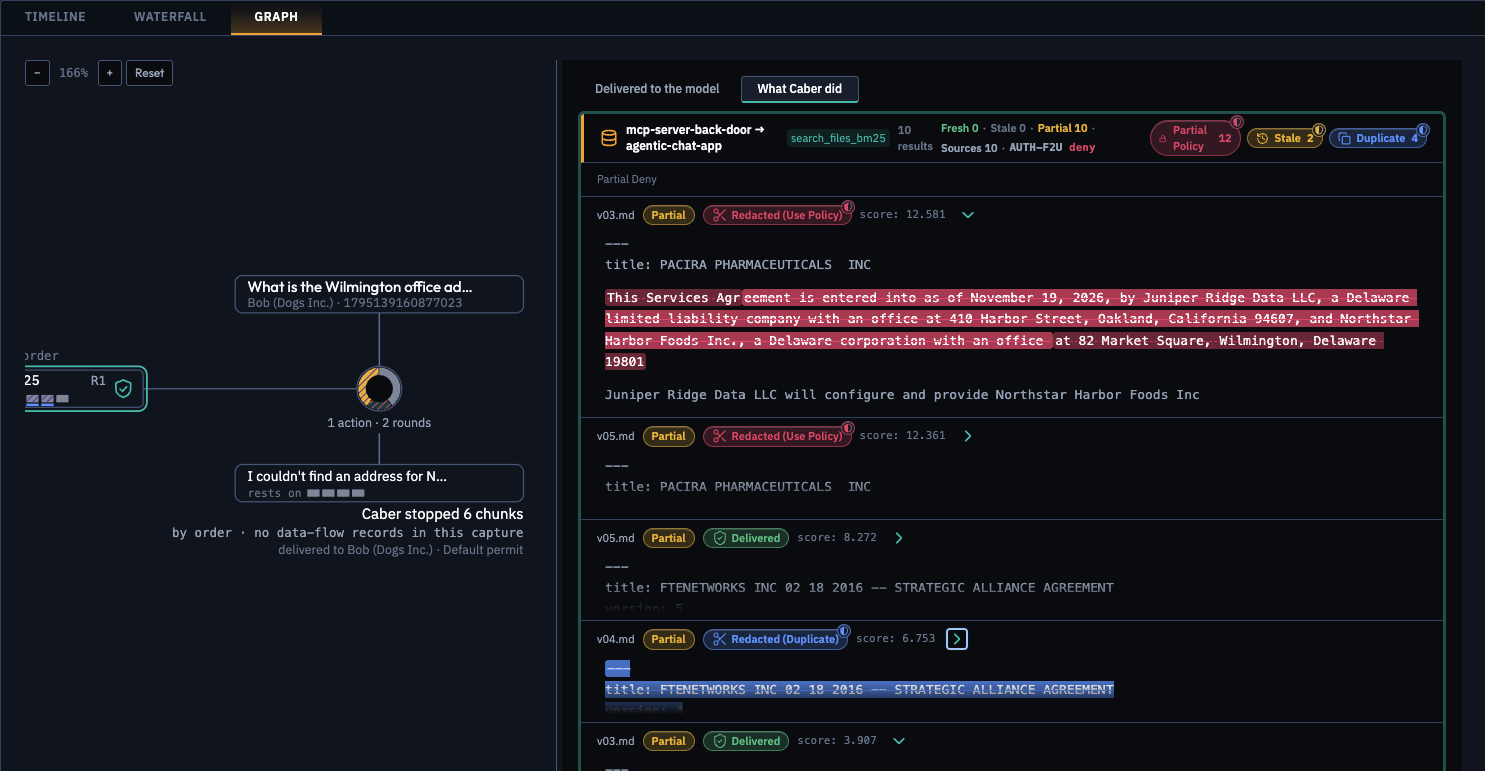 TIMELINE
WATERFALL
GRAPH
−
166%
+
Reset
What is the Wilmington office ad...
Bob (Dogs Inc.) · 1795139160877023
order
25
R1
1 action · 2 rounds
I couldn't find an address for N...
rests on
Caber stopped 6 chunks
by order · no data-flow records in this capture
delivered to Bob (Dogs Inc.) · Default permit
Delivered to the model
What Caber did
mcp-server-back-door →
agentic-chat-app
search_files_bm25
10
results
Fresh 0 · Stale 0 · Partial 10 ·
Sources 10 · AUTH-F2U deny
Partial
Policy
12
Stale 2
Duplicate 4
Partial Deny
v03.md
Partial
Redacted (Use Policy)
score: 12.581
---
title: PACIRA PHARMACEUTICALS  INC
This Services Agreement is entered into as of November 19, 2026, by Juniper Ridge Data LLC, a Delaware
limited liability company with an office at 410 Harbor Street, Oakland, California 94607, and Northstar
Harbor Foods Inc., a Delaware corporation with an office at 82 Market Square, Wilmington, Delaware
19801
Juniper Ridge Data LLC will configure and provide Northstar Harbor Foods Inc
v05.md
Partial
Redacted (Use Policy)
score: 12.361
---
title: PACIRA PHARMACEUTICALS  INC
v05.md
Partial
Delivered
score: 8.272
---
title: FTENETWORKS INC 02 18 2016 -- STRATEGIC ALLIANCE AGREEMENT
version: 5
v04.md
Partial
Redacted (Duplicate)
score: 6.753
---
title: FTENETWORKS INC 02 18 2016 -- STRATEGIC ALLIANCE AGREEMENT
version: 4
v03.md
Partial
Delivered
score: 3.907
---